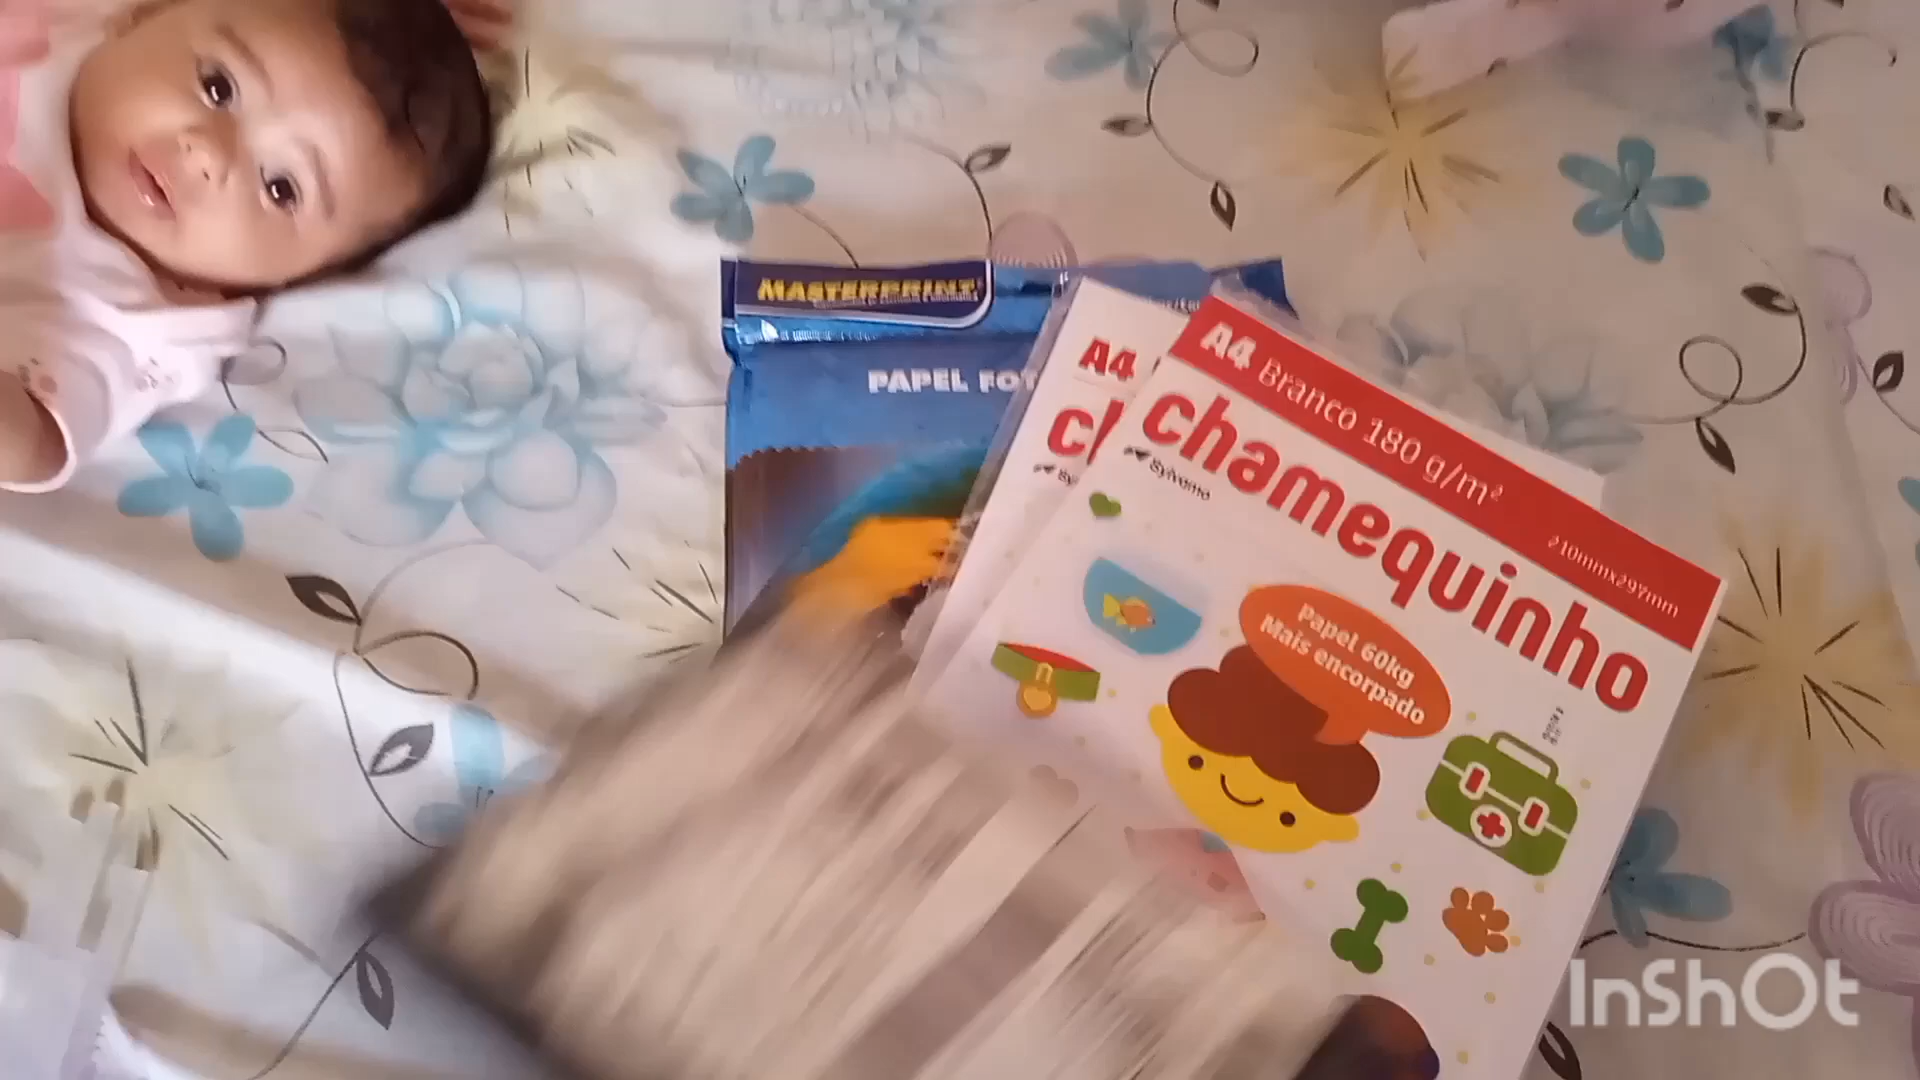 MASTERPRINT
PAPEL FOT
A4
A4 Branco 180 g/m²
210mmx297mm
chamequinho
Sylvamo
Papel 60kg
Mais encorpado
InShOt